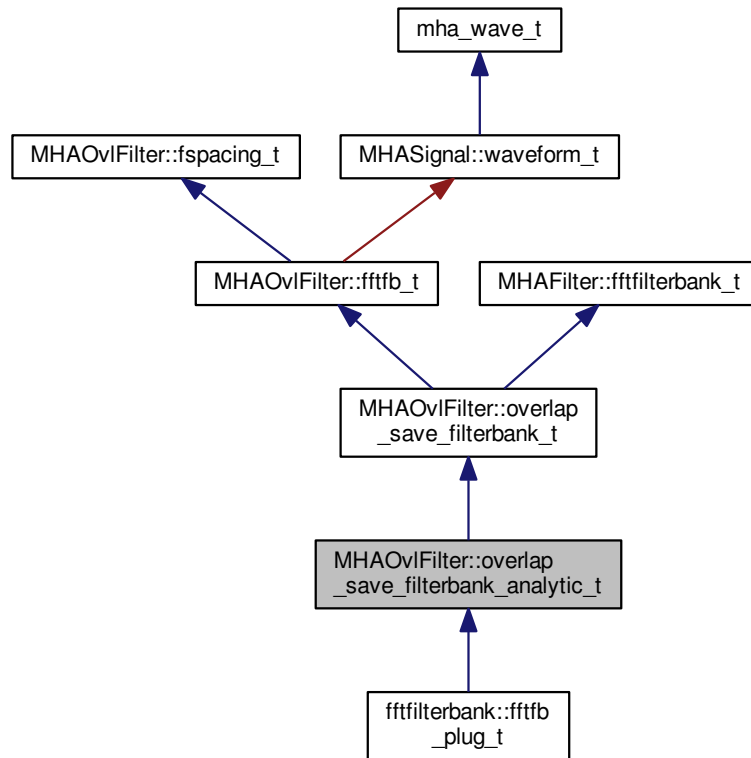 mha_wave_t
MHAOvlFilter::fspacing_t
MHASignal::waveform_t
MHAOvlFilter::fftfb_t
MHAFilter::fftfilterbank_t
MHAOvlFilter::overlap
_save_filterbank_t
MHAOvlFilter::overlap
_save_filterbank_analytic_t
fftfilterbank::fftfb
_plug_t